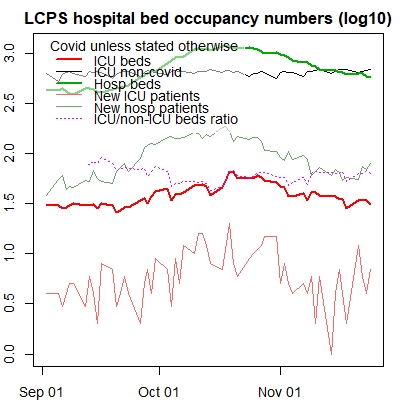 LCPS hospital bed occupancy numbers (log10)
Covid unless stated otherwise
ICU beds
ICU non-covid
Hosp beds
New ICU patients
New hosp patients
ICU/non-ICU beds ratio
3.0
2.5
2.0
1.5
1.0
0.5
0.0
Sep 01 Oct 01 Nov 01